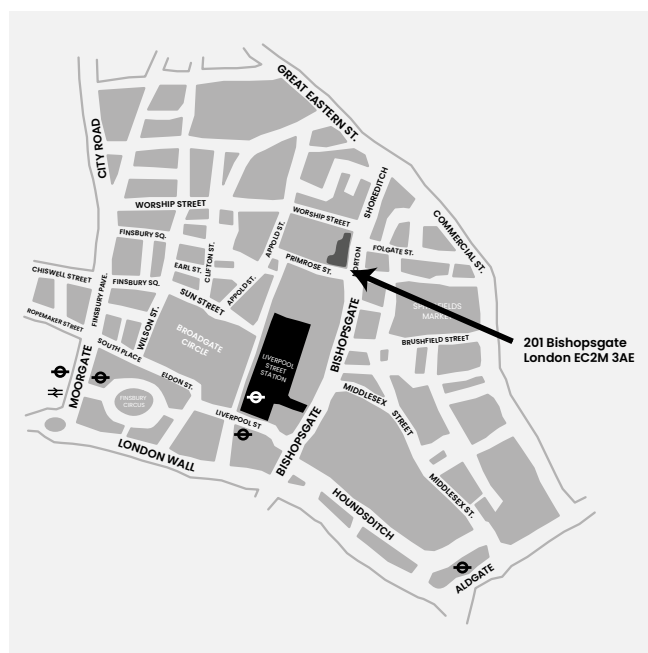 GREAT EASTERN ST.
CITY ROAD
SHOREDITCH
WORSHIP STREET
WORSHIP STREET
COMMERCIAL ST.
FINSBURY SQ.
APPOLD ST.
NORTON
FOLGATE ST.
CLIFTON ST.
EARL ST.
PRIMROSE ST.
CHISWELL STREET
FINSBURY PAVE.
FINSBURY SQ.
APPOLD ST.
SUN STREET
ROPEMAKER STREET
WILSON ST.
BROADGATE
CIRCLE
BISHOPSGATE
MARKET
BRUSHFIELD STREET
201 Bishopsgate
London EC2M 3AE
SOUTH PLACE
LIVERPOOL
STREET
STATION
ELDON ST.
MOORGATE
FINSBURY
CIRCUS
MIDDLESEX
STREET
LIVERPOOL ST
BISHOPSGATE
LONDON WALL
MIDDLESEX ST.
HOUNDSDITCH
ALDGATE